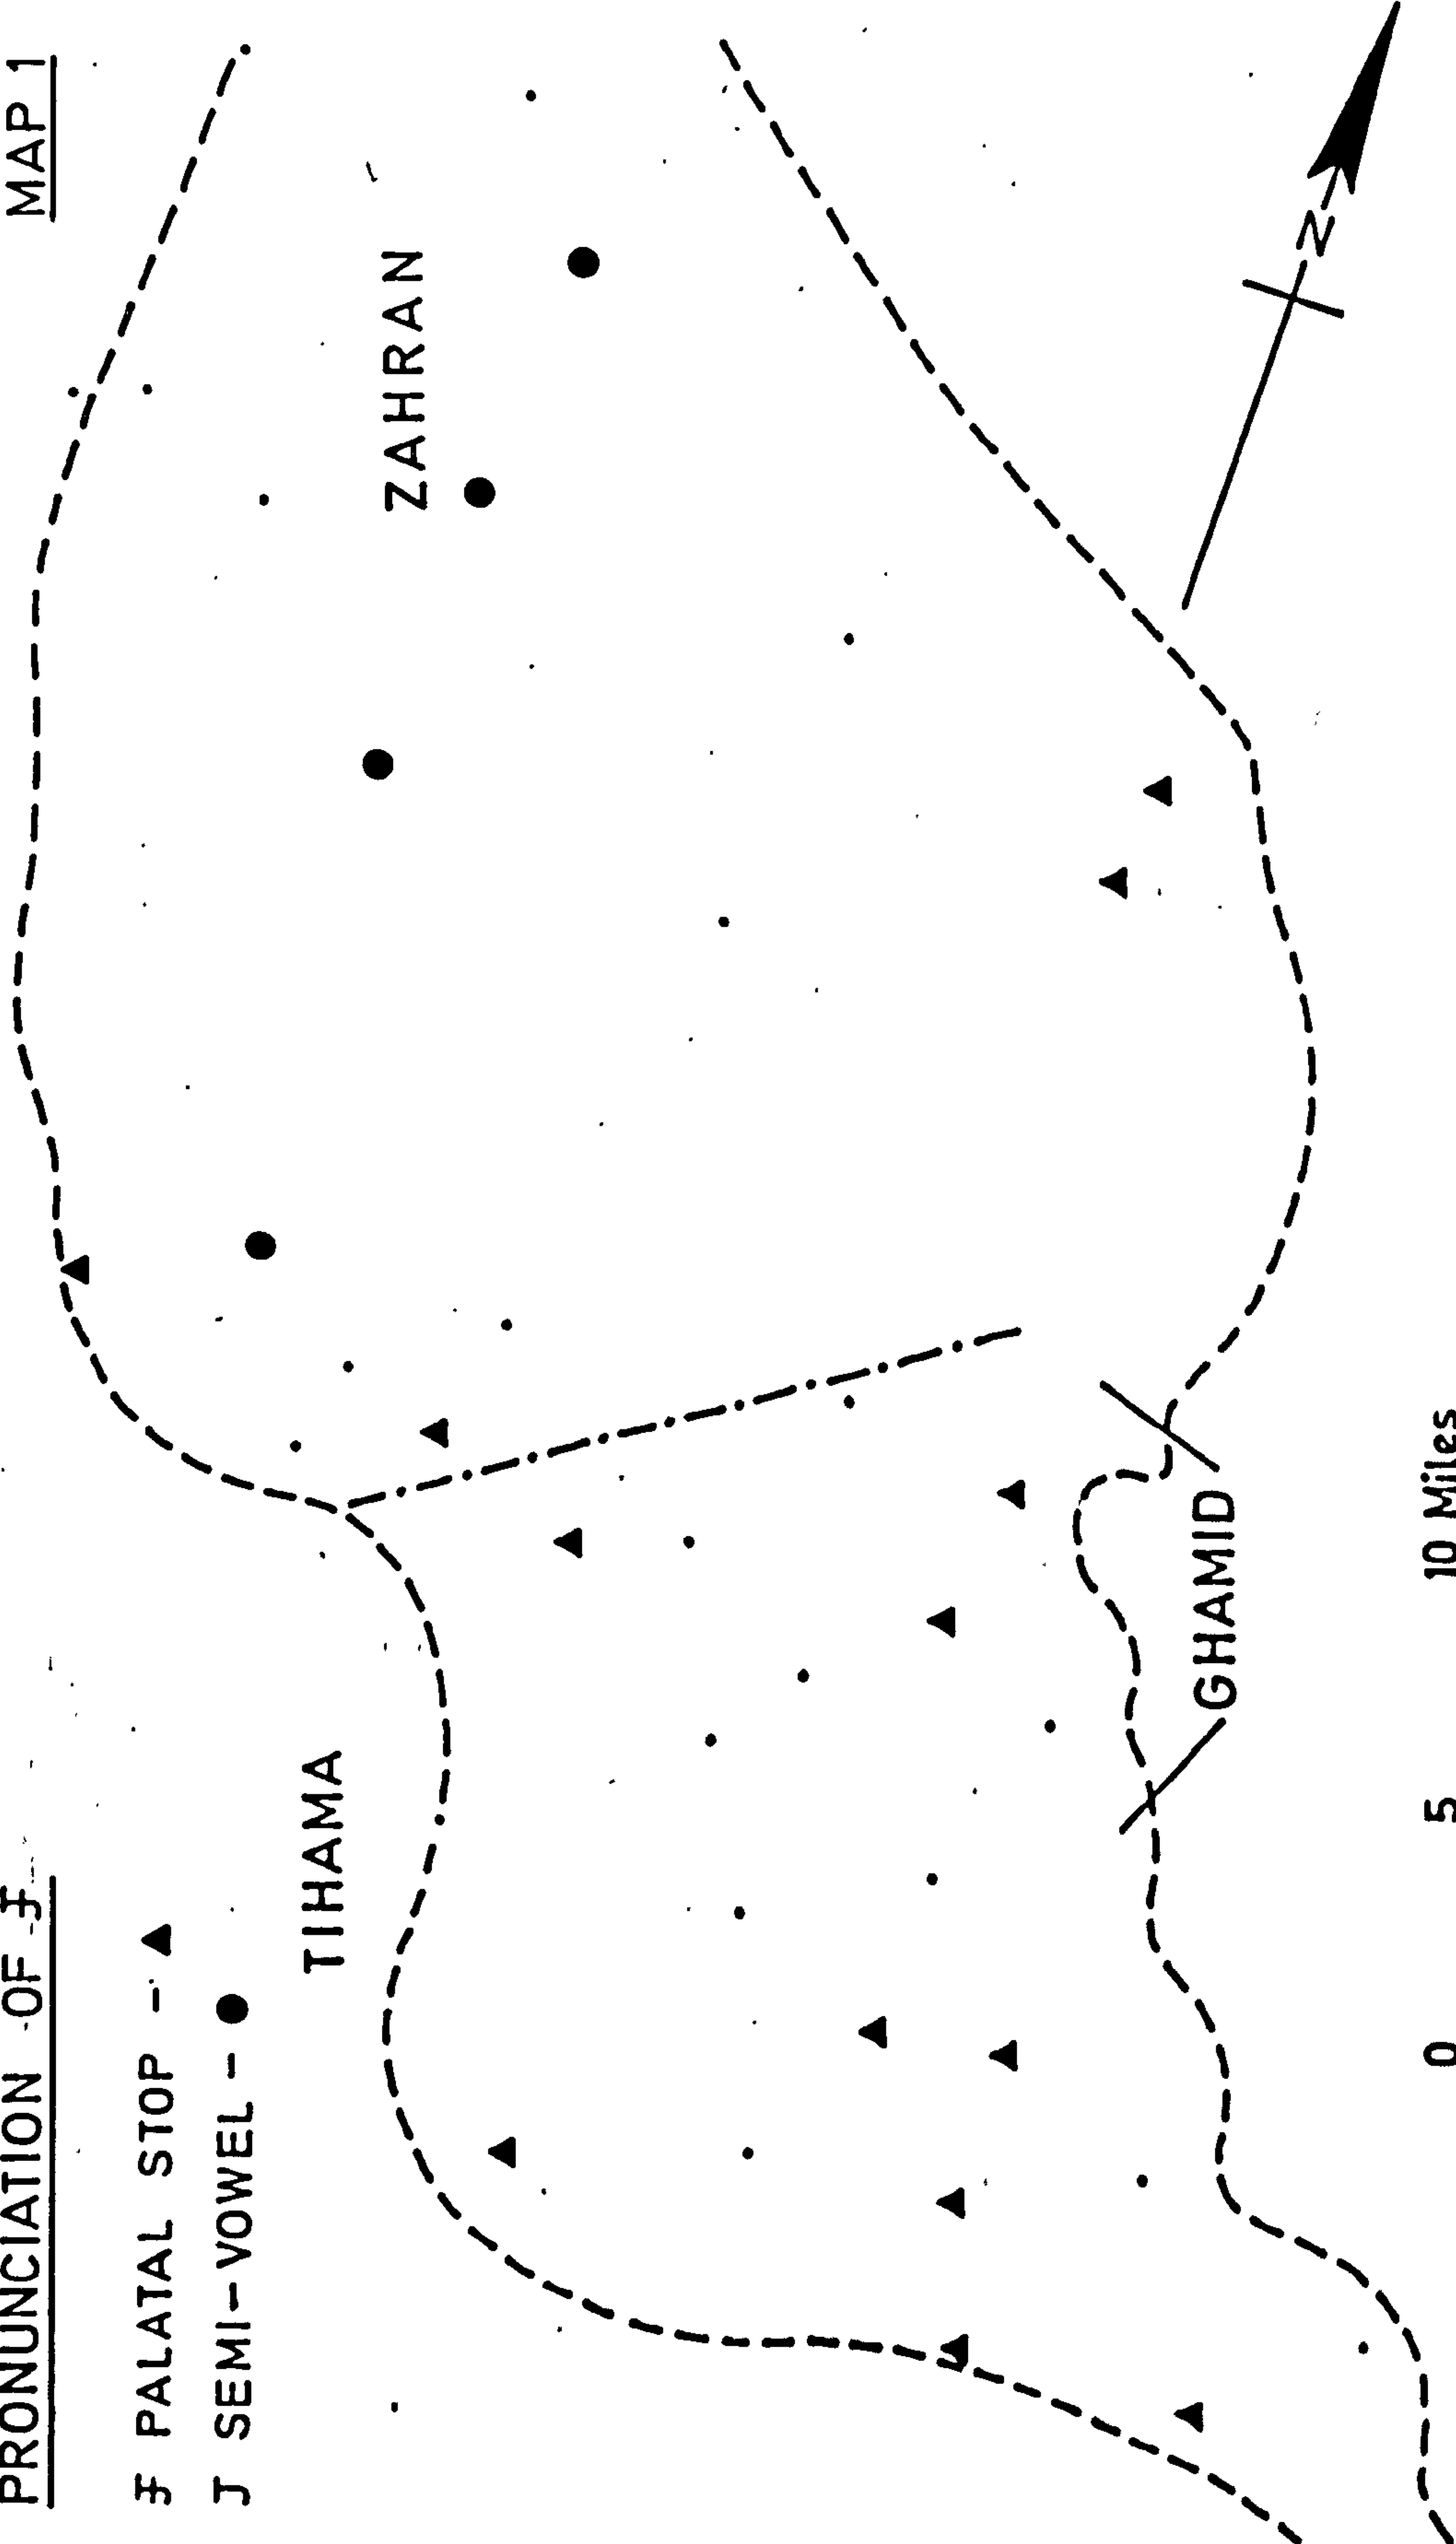 MAP 1
PRONUNCIATION OF ɟ
ɟ PALATAL STOP – ▲
J SEMI–VOWEL – ●
TIHAMA
ZAHRAN
GHAMID
N
0 5 10 Miles